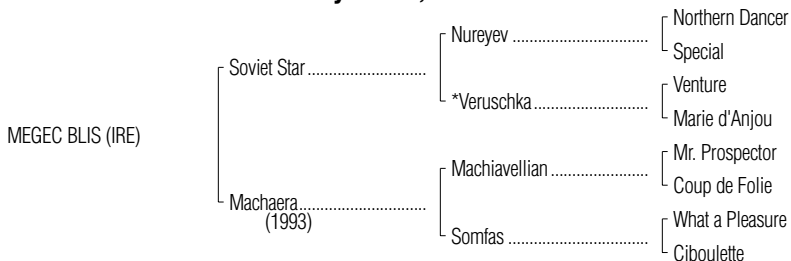 Northern Dancer
Nureyev
Special
Soviet Star
Venture
*Veruschka
Marie d'Anjou
MEGEC BLIS (IRE)
Mr. Prospector
Machiavellian
Coup de Folie
Machaera
(1993)
What a Pleasure
Somfas
Ciboulette